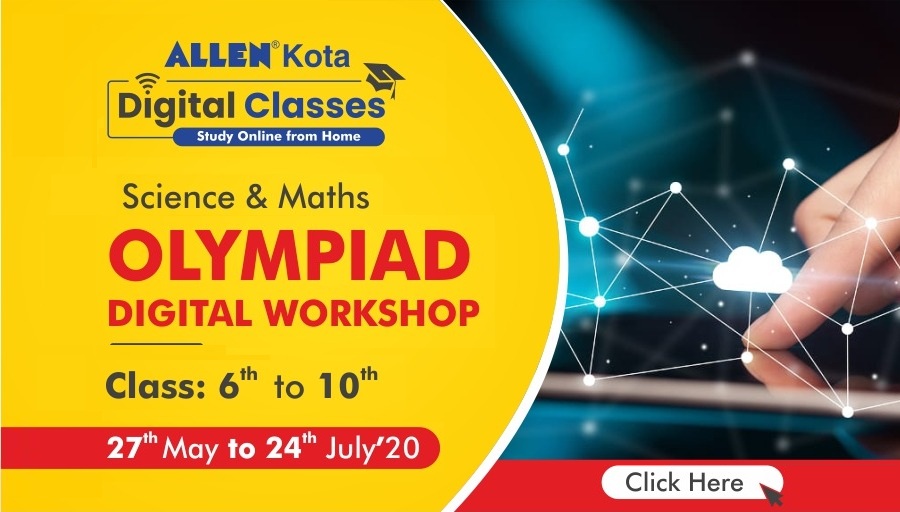 ALLEN® Kota
Digital Classes
Study Online from Home
Science & Maths
OLYMPIAD
DIGITAL WORKSHOP
Class: 6th to 10th
27th May to 24th July'20
Click Here